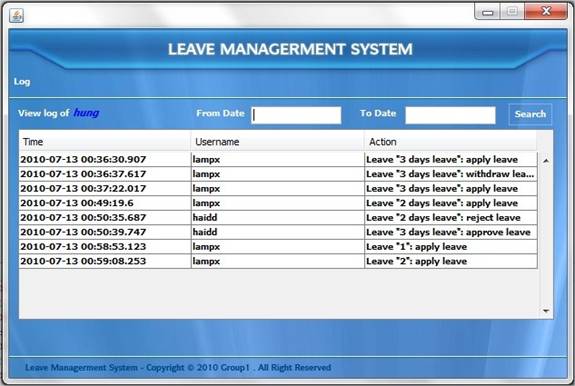 LEAVE MANAGERMENT SYSTEM
Log
View log of hung From Date To Date Search
Time Username Action
2010-07-13 00:36:30.907 lampx Leave "3 days leave": apply leave
2010-07-13 00:36:37.617 lampx Leave "3 days leave": withdraw lea...
2010-07-13 00:37:22.017 lampx Leave "3 days leave": apply leave
2010-07-13 00:49:19.6 lampx Leave "2 days leave": apply leave
2010-07-13 00:50:35.687 haidd Leave "2 days leave": reject leave
2010-07-13 00:50:39.747 haidd Leave "3 days leave": approve leave
2010-07-13 00:58:53.123 lampx Leave "1": apply leave
2010-07-13 00:59:08.253 lampx Leave "2": apply leave
Leave Managerment System - Copyright © 2010 Group1 . All Right Reserved